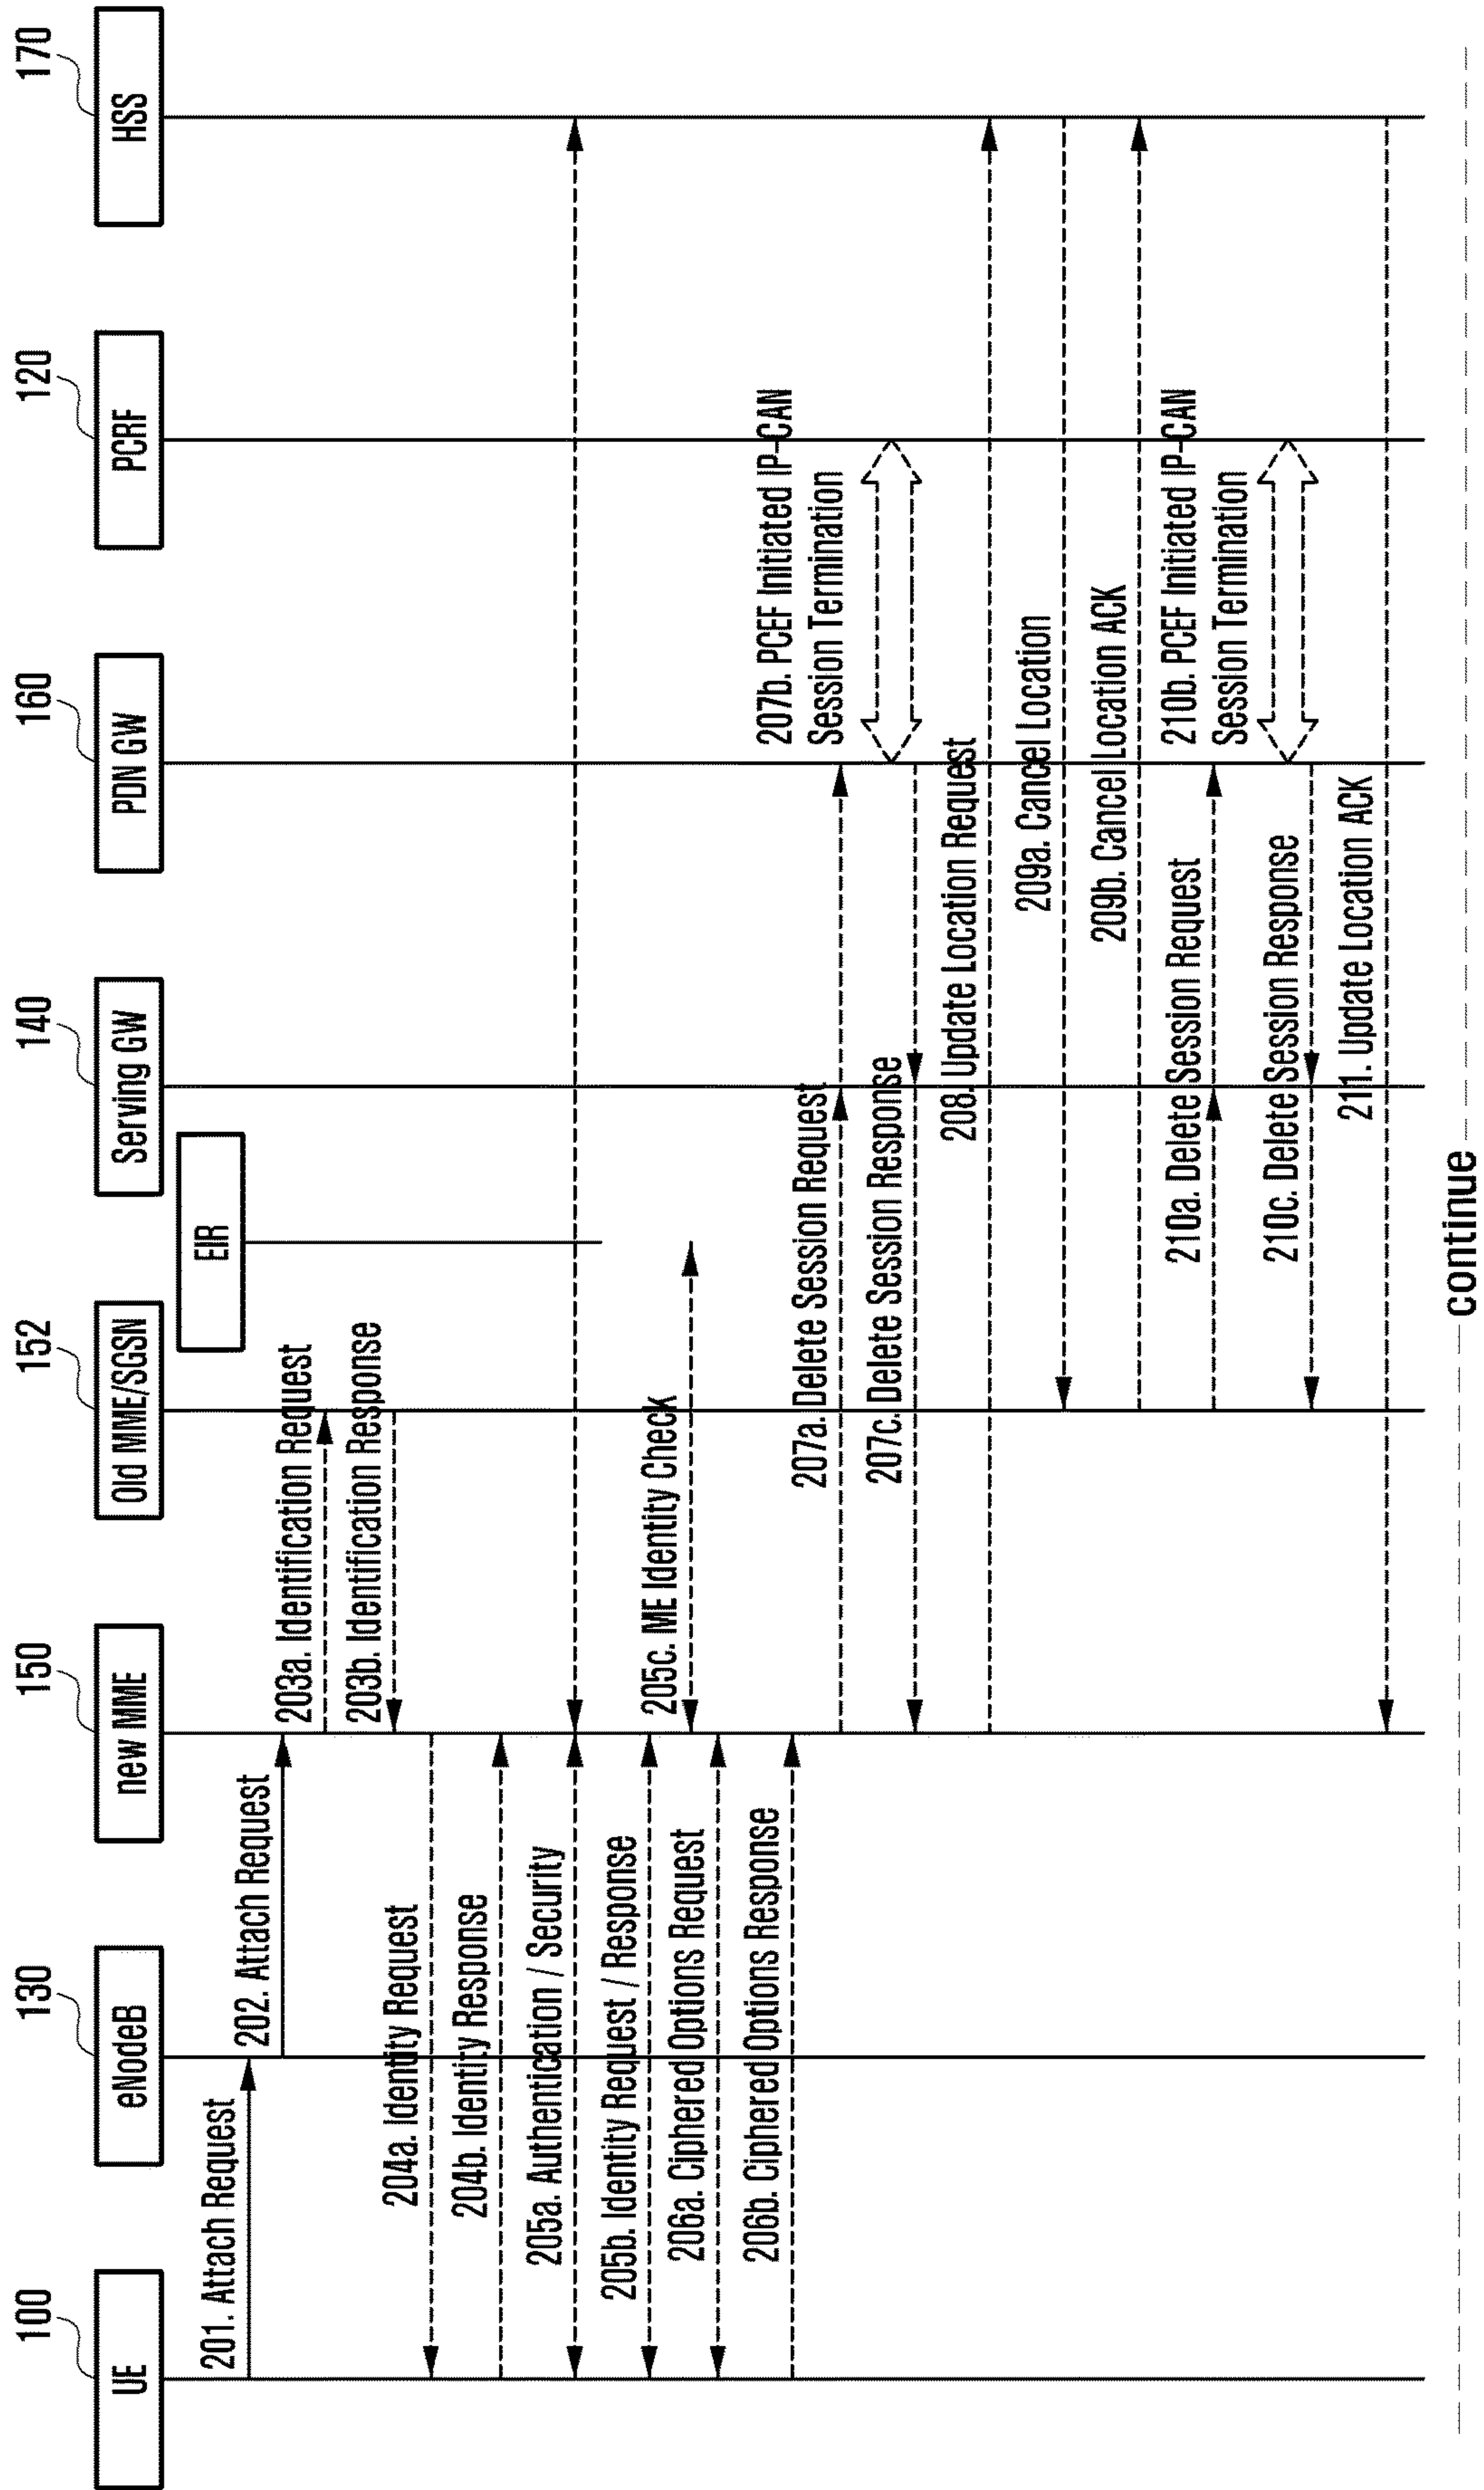 100
130
150
152
140
160
120
170
UE
eNodeB
new MME
Old MME/SGSN
Serving GW
PDN GW
PCRF
HSS
EIR
201. Attach Request
202. Attach Request
203a. Identification Request
203b. Identification Response
204a. Identity Request
204b. Identity Response
205a. Authentication / Security
205b. Identity Request / Response
205c. ME Identity Check
206a. Ciphered Options Request
206b. Ciphered Options Response
207a. Delete Session Request
207b. PCEF Initiated IP-CAN
Session Termination
207c. Delete Session Response
208. Update Location Request
209a. Cancel Location
209b. Cancel Location ACK
210a. Delete Session Request
210b. PCEF Initiated IP-CAN
Session Termination
210c. Delete Session Response
211. Update Location ACK
continue